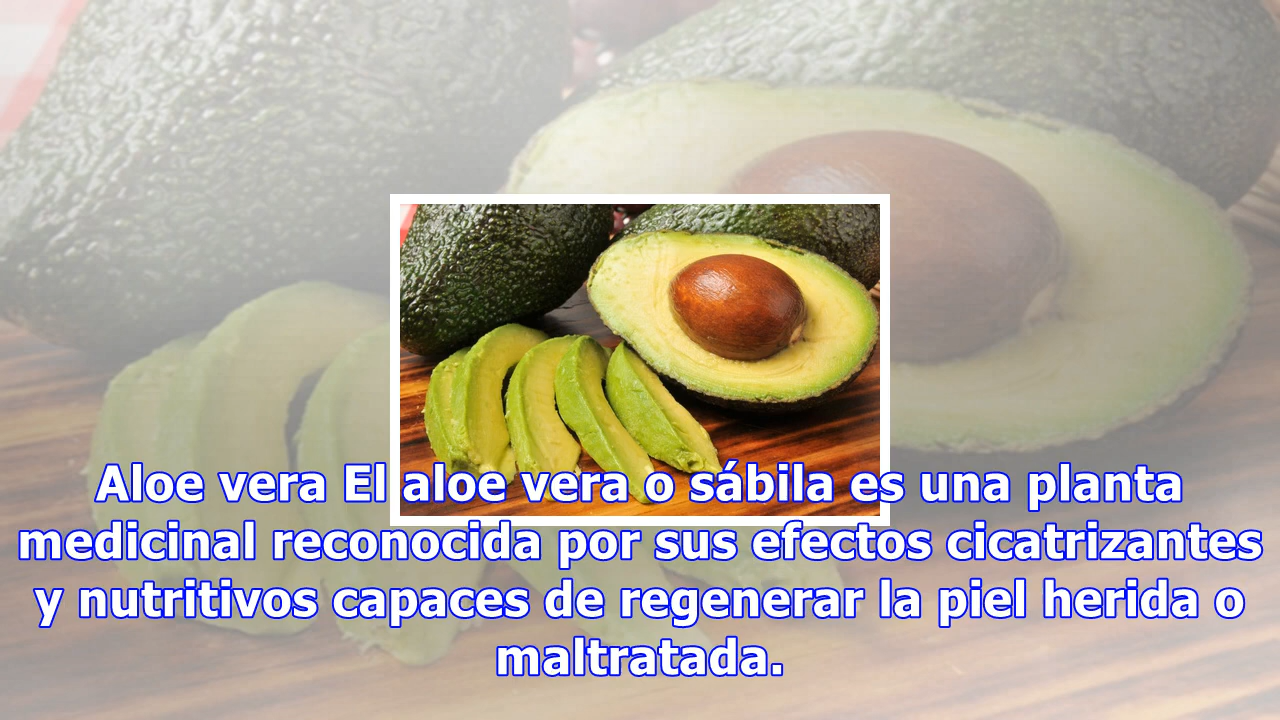 Aloe vera El aloe vera o sábila es una planta
medicinal reconocida por sus efectos cicatrizantes
y nutritivos capaces de regenerar la piel herida o
maltratada.